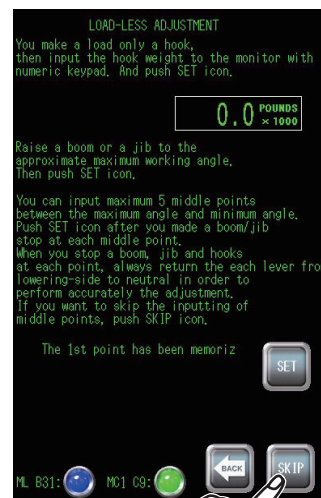 LOAD-LESS ADJUSTMENT
You make a load only a hook,
then input the hook weight to the monitor with
numeric keypad. And push SET icon.
0.0 POUNDS
× 1000
Raise a boom or a jib to the
approximate maximum working angle.
Then push SET icon.
You can input maximum 5 middle points
between the maximum angle and minimum angle.
Push SET icon after you made a boom/jib
stop at each middle point.
When you stop a boom, jib and hooks
at each point, always return the each lever fro
lowering-side to neutral in order to
perform accurately the adjustment.
If you want to skip the inputting of
middle points, push SKIP icon.
The 1st point has been memoriz
SET
ML B31: MC1 C9: BACK SKIP